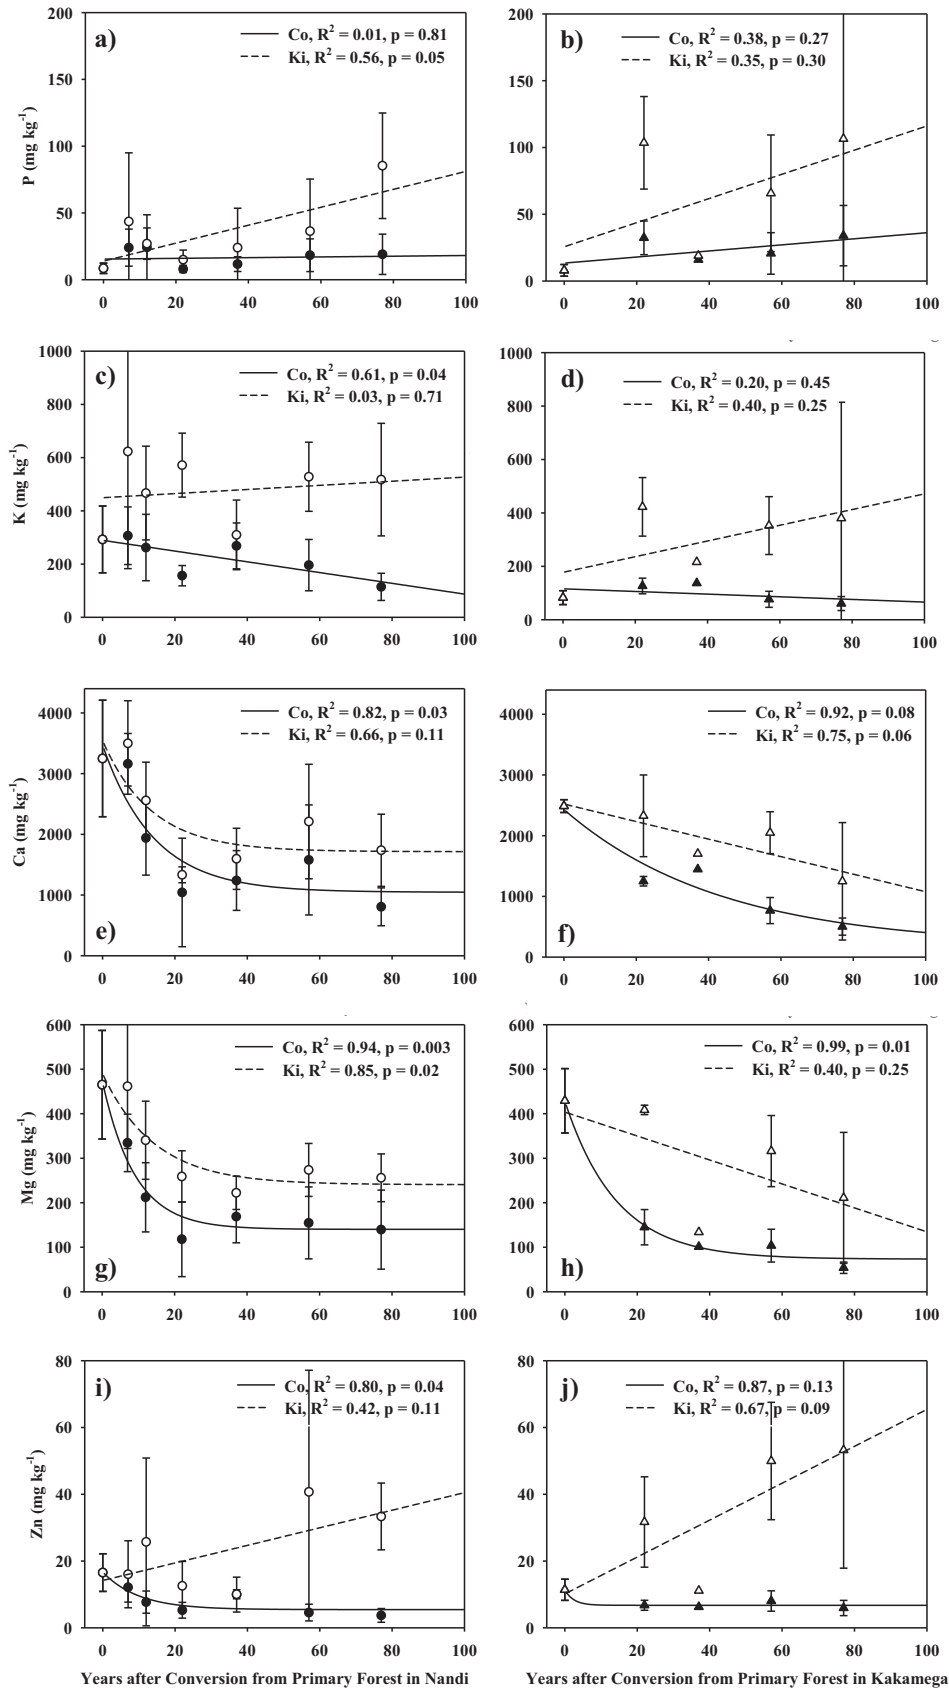 a)
Co, R² = 0.01, p = 0.81
Ki, R² = 0.56, p = 0.05
P (mg kg⁻¹)
200
150
100
50
0
0 20 40 60 80 100
b)
Co, R² = 0.38, p = 0.27
Ki, R² = 0.35, p = 0.30
200
150
100
50
0
0 20 40 60 80 100
c)
Co, R² = 0.61, p = 0.04
Ki, R² = 0.03, p = 0.71
K (mg kg⁻¹)
1000
800
600
400
200
0
0 20 40 60 80 100
d)
Co, R² = 0.20, p = 0.45
Ki, R² = 0.40, p = 0.25
1000
800
600
400
200
0
0 20 40 60 80 100
Co, R² = 0.82, p = 0.03
Ki, R² = 0.66, p = 0.11
Ca (mg kg⁻¹)
4000
3000
2000
1000
0
e)
0 20 40 60 80 100
Co, R² = 0.92, p = 0.08
Ki, R² = 0.75, p = 0.06
4000
3000
2000
1000
0
f)
0 20 40 60 80 100
Co, R² = 0.94, p = 0.003
Ki, R² = 0.85, p = 0.02
Mg (mg kg⁻¹)
600
500
400
300
200
100
0
g)
0 20 40 60 80 100
Co, R² = 0.99, p = 0.01
Ki, R² = 0.40, p = 0.25
600
500
400
300
200
100
0
h)
0 20 40 60 80 100
i)
Co, R² = 0.80, p = 0.04
Ki, R² = 0.42, p = 0.11
Zn (mg kg⁻¹)
80
60
40
20
0
0 20 40 60 80 100
Years after Conversion from Primary Forest in Nandi
j)
Co, R² = 0.87, p = 0.13
Ki, R² = 0.67, p = 0.09
80
60
40
20
0
0 20 40 60 80 100
Years after Conversion from Primary Forest in Kakamega